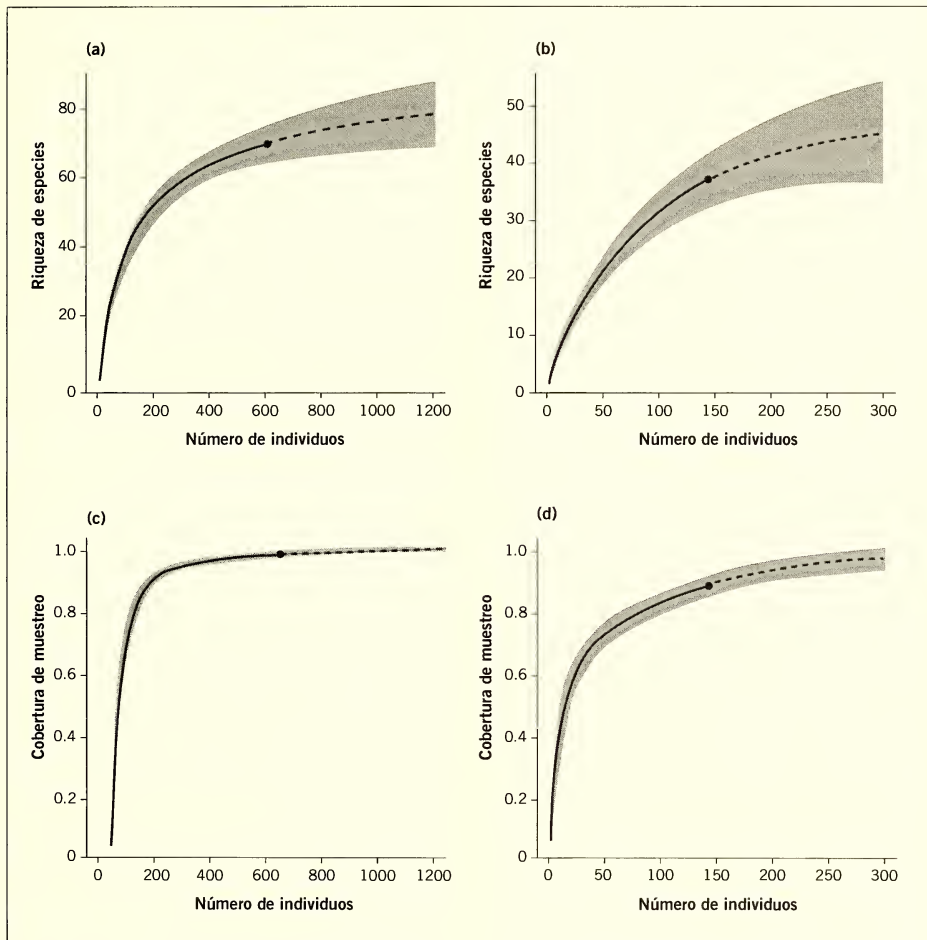 (a)
80
60
40
20
0
Riqueza de especies
0 200 400 600 800 1000 1200
Número de individuos
(b)
50
40
30
20
10
0
Riqueza de especies
0 50 100 150 200 250 300
Número de individuos
(c)
1.0
0.8
0.6
0.4
0.2
0
Cobertura de muestreo
0 200 400 600 800 1000 1200
Número de individuos
(d)
1.0
0.8
0.6
0.4
0.2
0
Cobertura de muestreo
0 50 100 150 200 250 300
Número de individuos